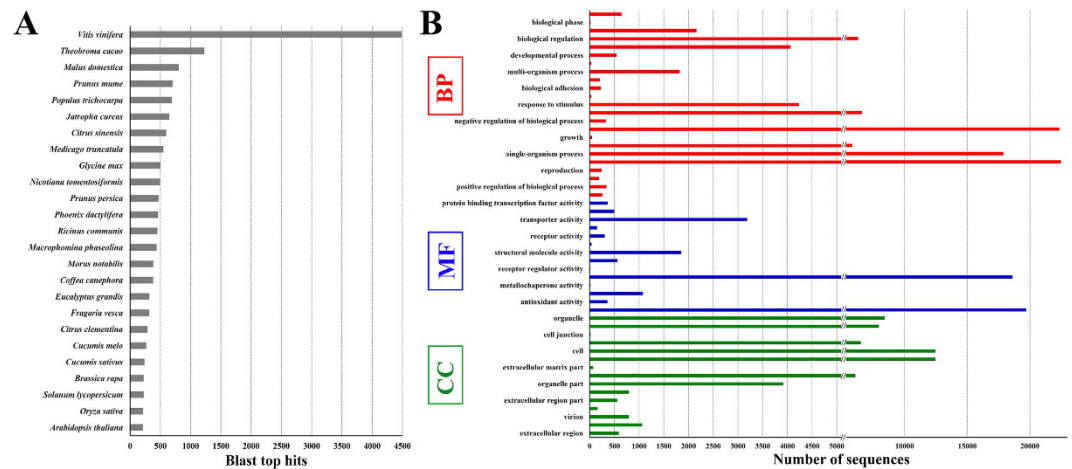 A
Vitis vinifera
Theobroma cacao
Malus domestica
Prunus mume
Populus trichocarpa
Jatropha curcas
Citrus sinensis
Medicago truncatula
Glycine max
Nicotiana tomentosiformis
Prunus persica
Phoenix dactylifera
Ricinus communis
Macrophomina phaseolina
Morus notabilis
Coffea canephora
Eucalyptus grandis
Fragaria vesca
Citrus clementina
Cucumis melo
Cucumis sativus
Brassica rapa
Solanum lycopersicum
Oryza sativa
Arabidopsis thaliana
0 500 1000 1500 2000 2500 3000 3500 4000 4500
Blast top hits
B
BP
biological phase
biological regulation
developmental process
multi-organism process
biological adhesion
response to stimulus
negative regulation of biological process
growth
single-organism process
reproduction
positive regulation of biological process
MF
protein binding transcription factor activity
transporter activity
receptor activity
structural molecule activity
receptor regulator activity
metallochaperone activity
antioxidant activity
CC
organelle
cell junction
cell
extracellular matrix part
organelle part
extracellular region part
virion
extracellular region
0 500 1000 1500 2000 2500 3000 3500 4000 4500 5000 10000 15000 20000
Number of sequences